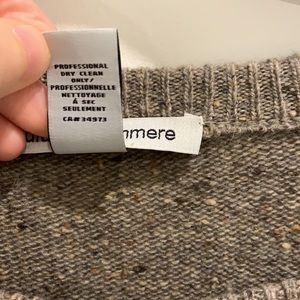 PROFESSIONAL
DRY CLEAN
ONLY/
PROFESSIONNELLE
NETTOYAGE
À SEC
SEULEMENT
CA# 34973